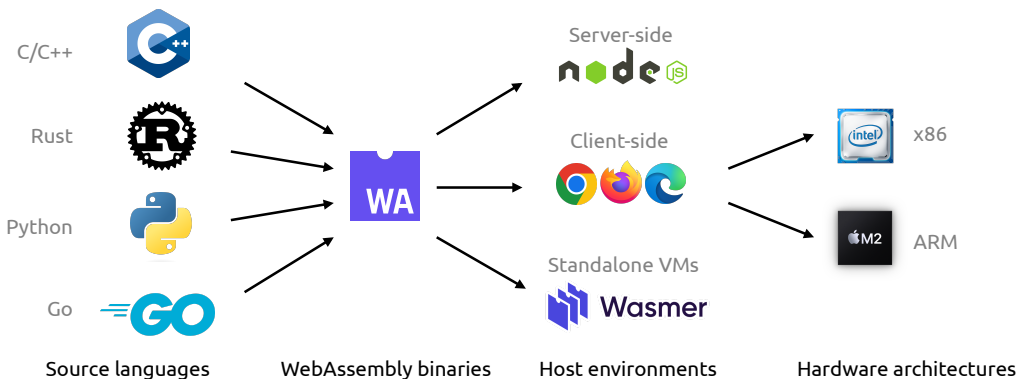 C/C++
C++
Rust
R
Python
Go
GO
WA
Server-side
node
JS
Client-side
Standalone VMs
Wasmer
intel
x86
M2
ARM
Source languages
WebAssembly binaries
Host environments
Hardware architectures